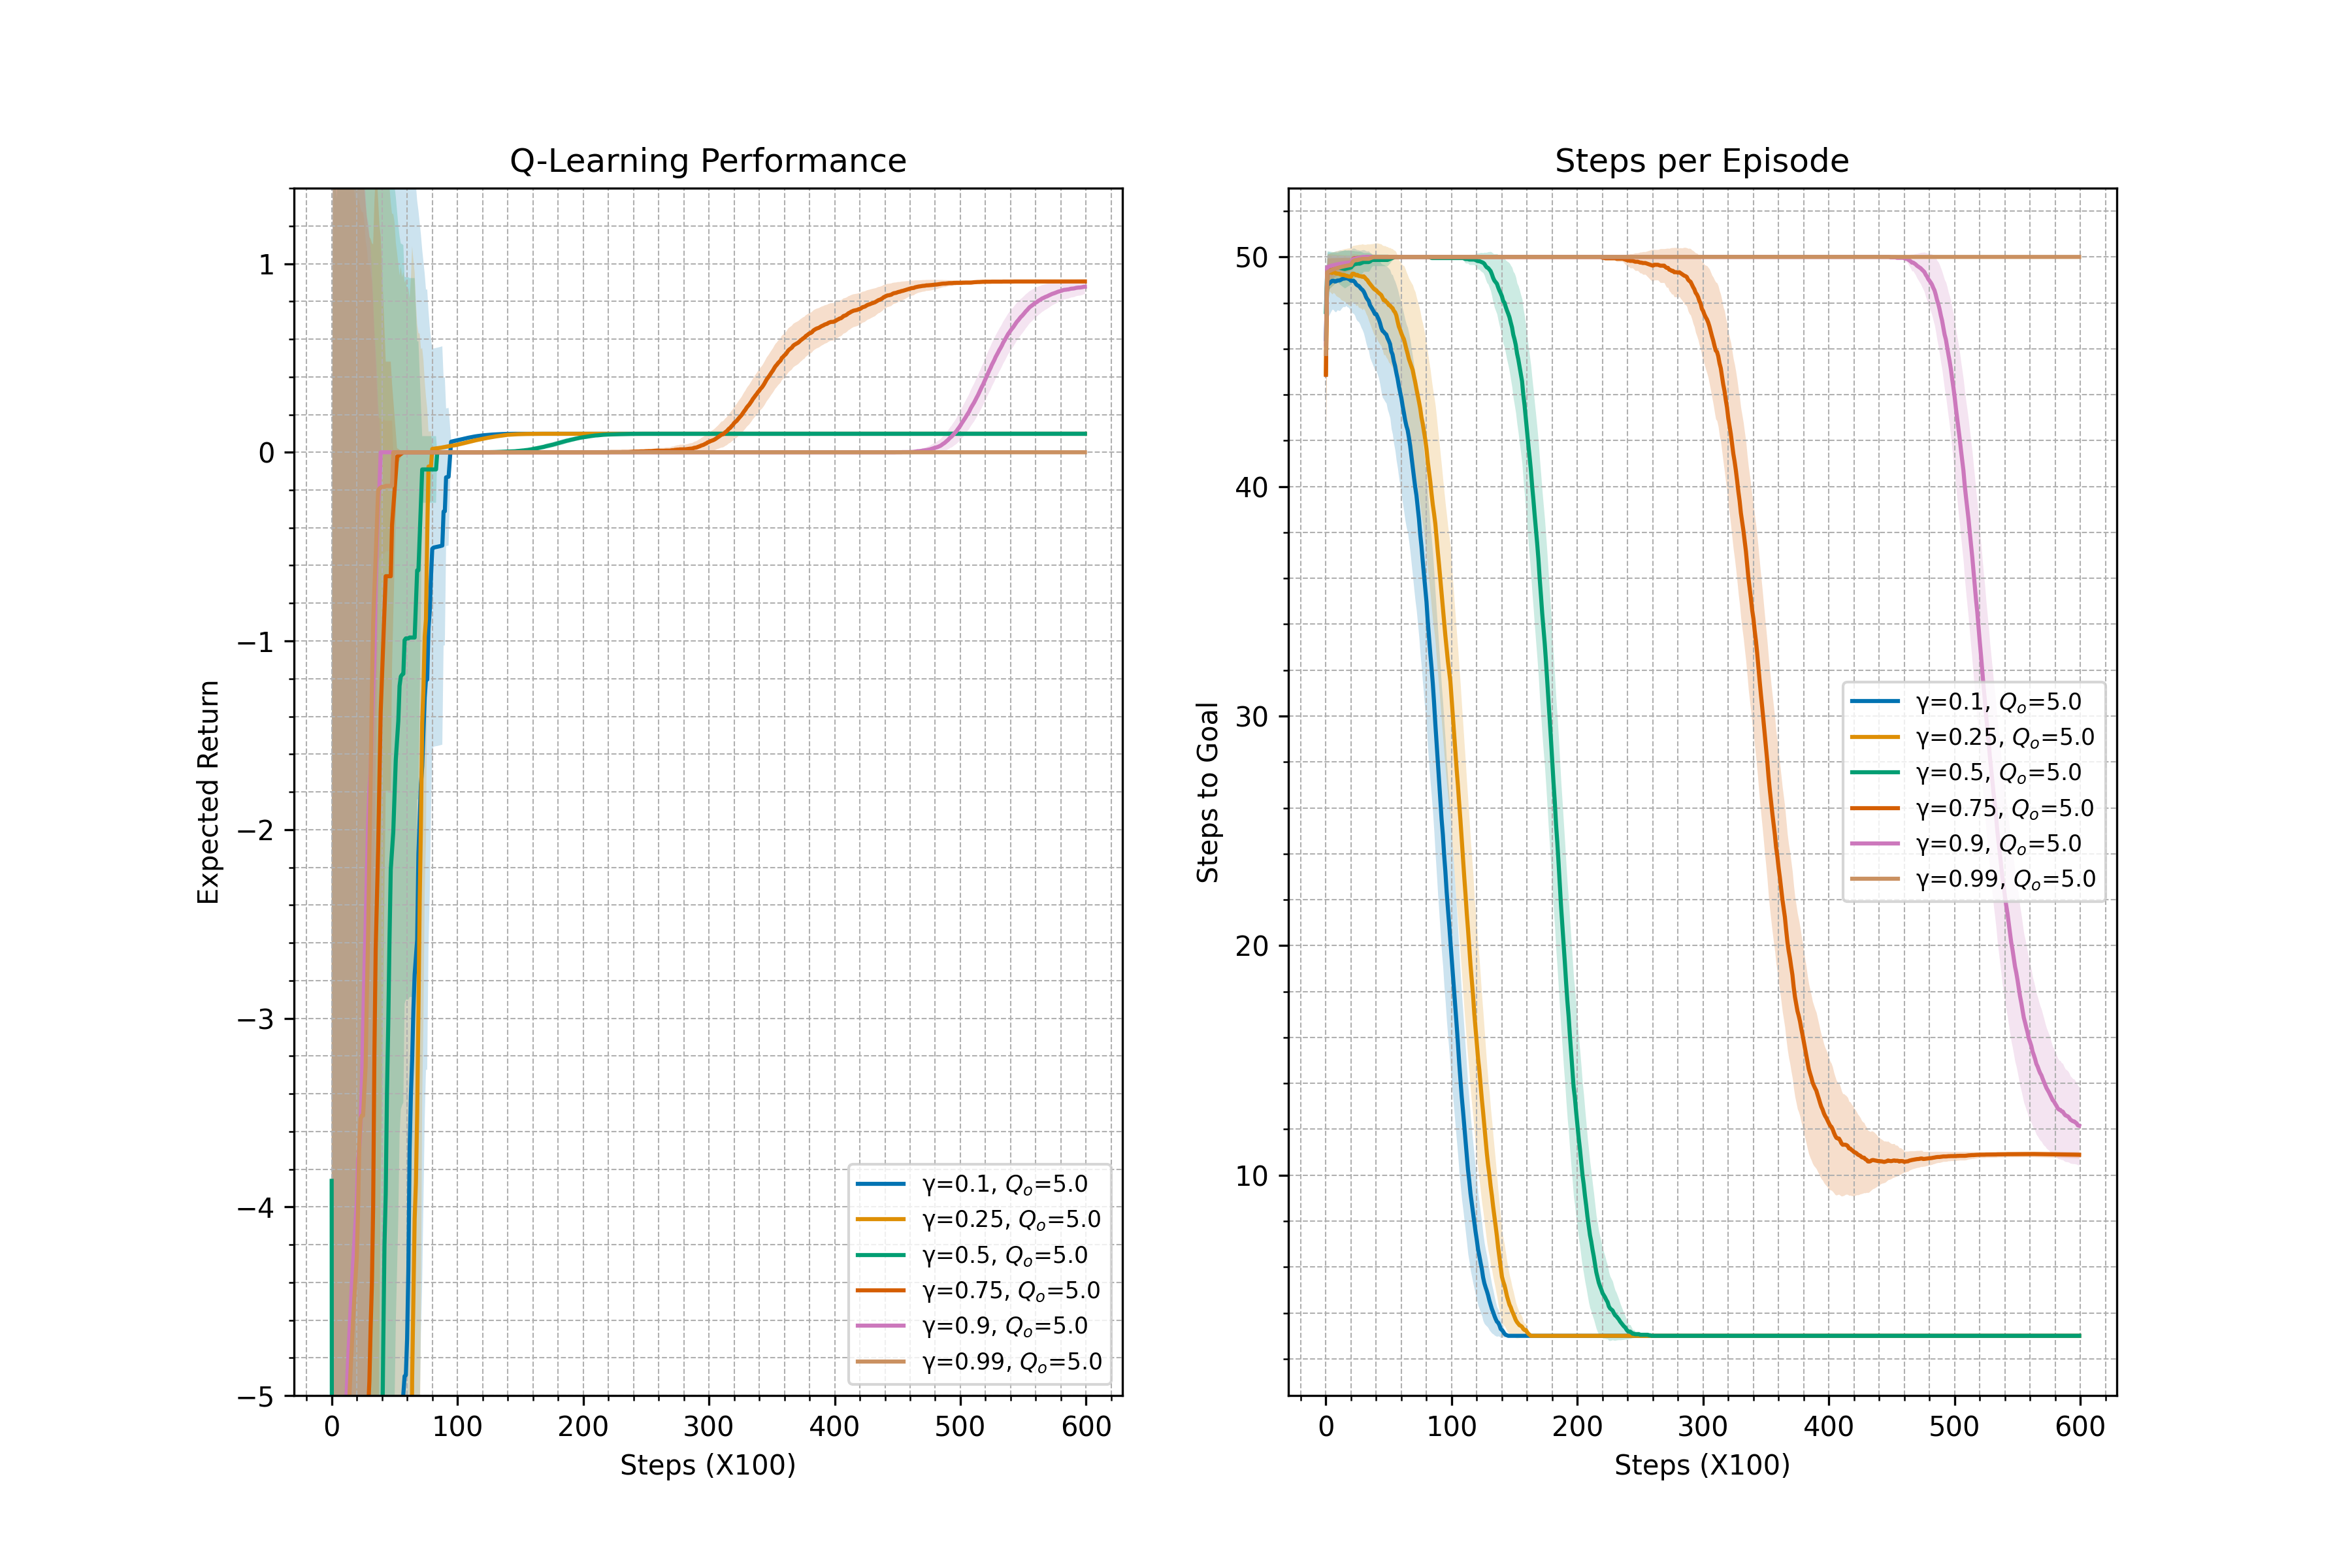 Q-Learning Performance
Expected Return
1
0
−1
−2
−3
−4
−5
0 100 200 300 400 500 600
Steps (X100)
γ=0.1, Qo=5.0
γ=0.25, Qo=5.0
γ=0.5, Qo=5.0
γ=0.75, Qo=5.0
γ=0.9, Qo=5.0
γ=0.99, Qo=5.0
Steps per Episode
Steps to Goal
50
40
30
20
10
0 100 200 300 400 500 600
Steps (X100)
γ=0.1, Qo=5.0
γ=0.25, Qo=5.0
γ=0.5, Qo=5.0
γ=0.75, Qo=5.0
γ=0.9, Qo=5.0
γ=0.99, Qo=5.0